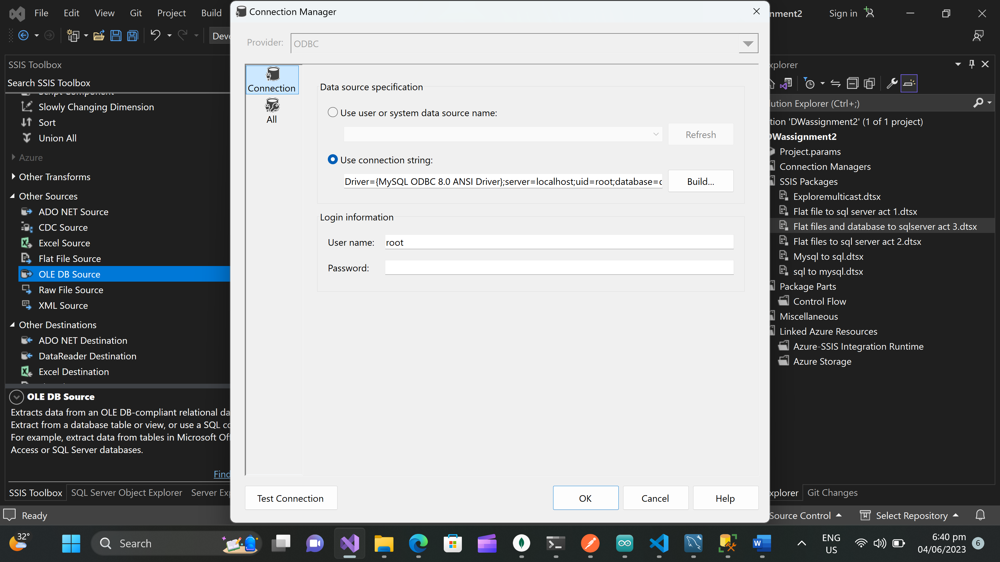 File Edit View Git Project Build
Connection Manager
nment2 Sign in
Deve
Provider: ODBC
SSIS Toolbox
Search SSIS Toolbox
Script Component
Slowly Changing Dimension
Sort
Union All
Azure
Other Transforms
Other Sources
ADO NET Source
CDC Source
Excel Source
Flat File Source
OLE DB Source
Raw File Source
XML Source
Other Destinations
ADO NET Destination
DataReader Destination
Excel Destination
OLE DB Source
Extracts data from an OLE DB-compliant relational da
Extract from a database table or view, or use a SQL co
For example, extract data from tables in Microsoft Off
Access or SQL Server databases.
Find
SSIS Toolbox SQL Server Object Explorer Server Exp
Ready
Connection
All
Data source specification
Use user or system data source name:
Refresh
Use connection string:
Driver={MySQL ODBC 8.0 ANSI Driver};server=localhost;uid=root;database=c
Build...
Login information
User name: root
Password:
Test Connection OK Cancel Help
xplorer
lution Explorer (Ctrl+;)
tion 'DWassignment2' (1 of 1 project)
DWassignment2
Project.params
Connection Managers
SSIS Packages
Exploremulticast.dtsx
Flat file to sql server act 1.dtsx
Flat files and database to sqlserver act 3.dtsx
Flat files to sql server act 2.dtsx
Mysql to sql.dtsx
sql to mysql.dtsx
Package Parts
Control Flow
Miscellaneous
Linked Azure Resources
Azure-SSIS Integration Runtime
Azure Storage
xplorer Git Changes
Source Control Select Repository
32°
Search
W
ENG
US
6:40 pm
04/06/2023
6